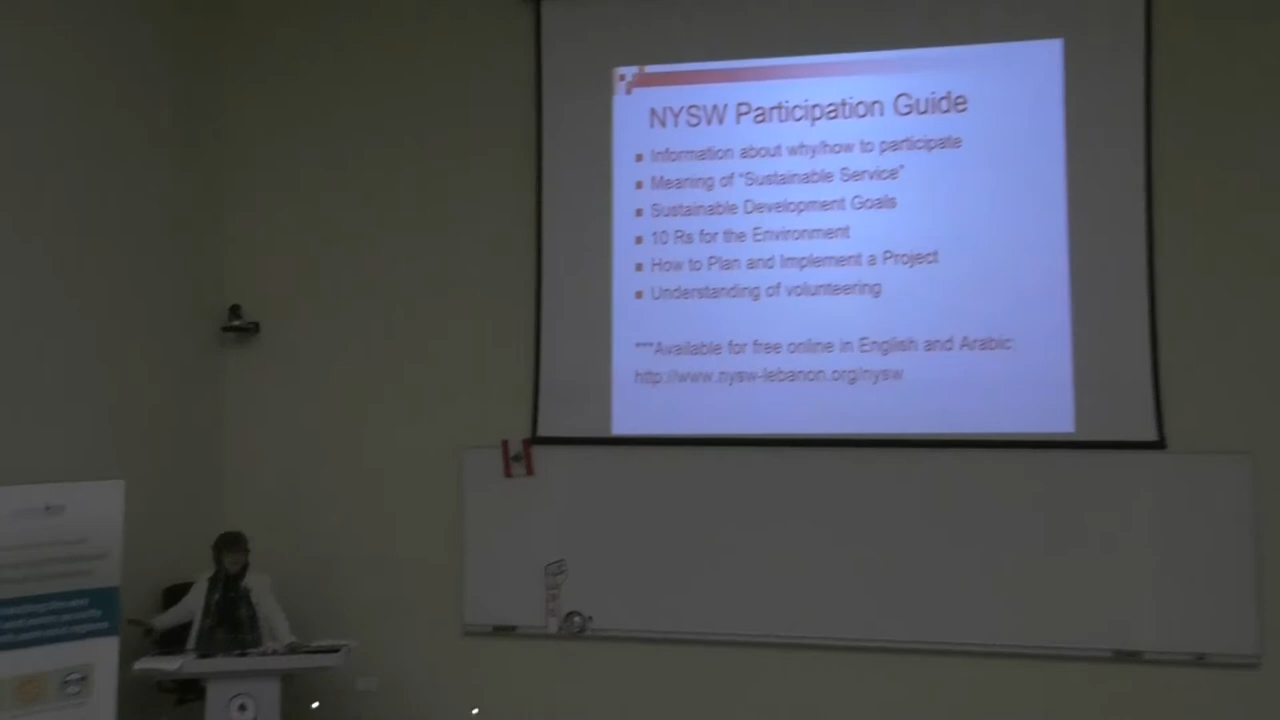 NYSW Participation Guide
Information about why/how to participate
Meaning of "Sustainable Service"
Sustainable Development Goals
10 Rs for the Environment
How to Plan and Implement a Project
Understanding of volunteering
***Available for free online in English and Arabic:
http://www.nysw-lebanon.org/nysw